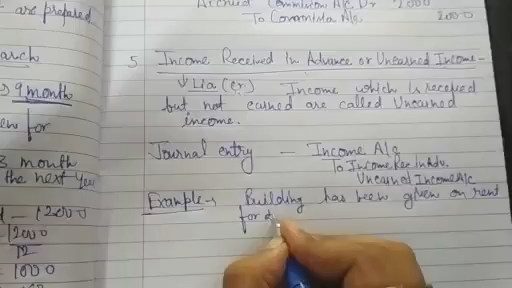 are prepared
Accrued Commission A/c Dr 2000
To Commission A/c 2000
arch
9 month
for
month
the next year
12000
12000
12
1000
5 Income Received In Advance or Unearned Income-
↓ Lia (Cr) Income which is received
but not earned are called Unearned
income.
Journal entry — Income A/c
To Income Rec in Adv.
Unearned Income A/c
Example → Building has been given on rent
for